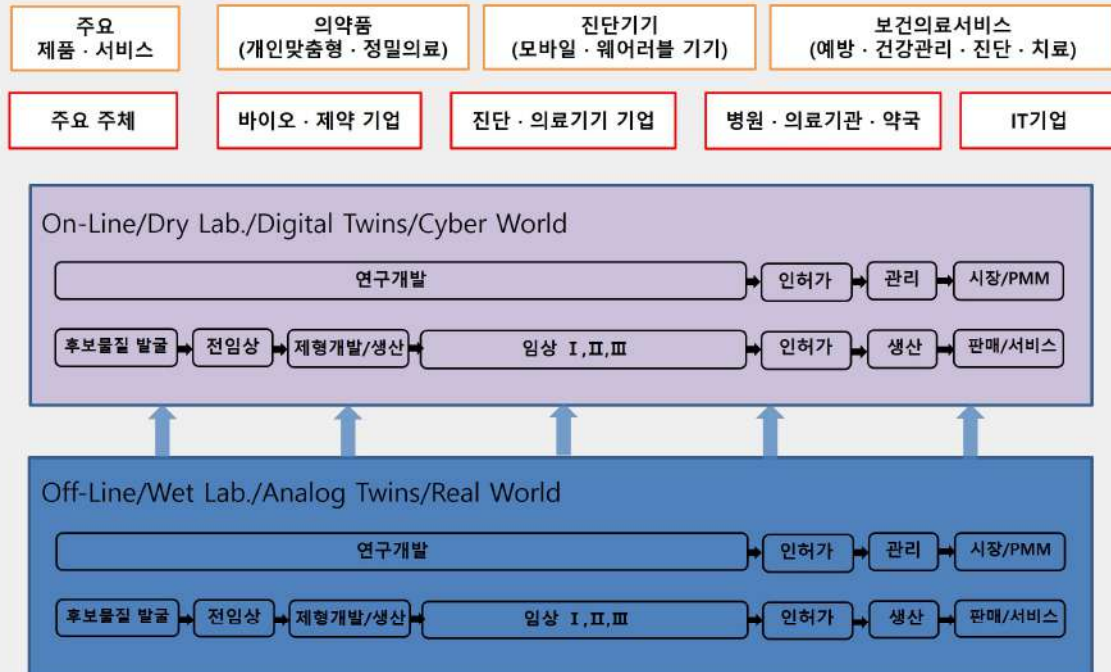 주요
제품 · 서비스
의약품
(개인맞춤형 · 정밀의료)
진단기기
(모바일 · 웨어러블 기기)
보건의료서비스
(예방 · 건강관리 · 진단 · 치료)
주요 주체
바이오 · 제약 기업
진단 · 의료기기 기업
병원 · 의료기관 · 약국
IT기업
On-Line/Dry Lab./Digital Twins/Cyber World
연구개발
인허가
관리
시장/PMM
후보물질 발굴
전임상
제형개발/생산
임상 Ⅰ,Ⅱ,Ⅲ
인허가
생산
판매/서비스
Off-Line/Wet Lab./Analog Twins/Real World
연구개발
인허가
관리
시장/PMM
후보물질 발굴
전임상
제형개발/생산
임상 Ⅰ,Ⅱ,Ⅲ
인허가
생산
판매/서비스